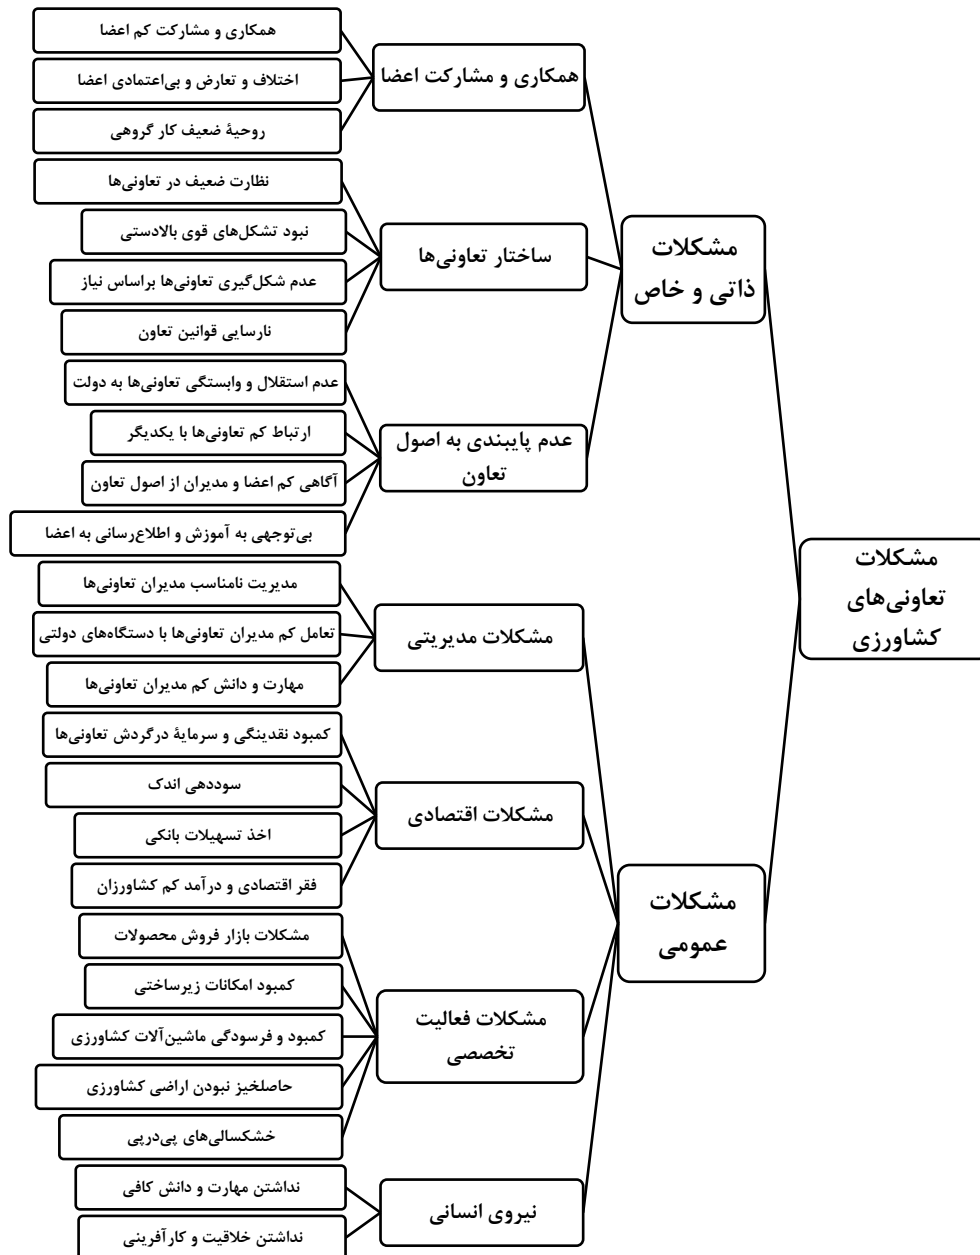 مشکلات
تعاونی‌های
کشاورزی
مشکلات
ذاتی و خاص
همکاری و مشارکت اعضا
همکاری و مشارکت کم اعضا
اختلاف و تعارض و بی‌اعتمادی اعضا
روحیهٔ ضعیف کار گروهی
ساختار تعاونی‌ها
نظارت ضعیف در تعاونی‌ها
نبود تشکل‌های قوی بالادستی
عدم شکل‌گیری تعاونی‌ها براساس نیاز
نارسایی قوانین تعاون
عدم پایبندی به اصول
تعاون
عدم استقلال و وابستگی تعاونی‌ها به دولت
ارتباط کم تعاونی‌ها با یکدیگر
آگاهی کم اعضا و مدیران از اصول تعاون
بی‌توجهی به آموزش و اطلاع‌رسانی به اعضا
مشکلات
عمومی
مشکلات مدیریتی
مدیریت نامناسب مدیران تعاونی‌ها
تعامل کم مدیران تعاونی‌ها با دستگاه‌های دولتی
مهارت و دانش کم مدیران تعاونی‌ها
مشکلات اقتصادی
کمبود نقدینگی و سرمایهٔ درگردش تعاونی‌ها
سوددهی اندک
اخذ تسهیلات بانکی
فقر اقتصادی و درآمد کم کشاورزان
مشکلات فعالیت
تخصصی
مشکلات بازار فروش محصولات
کمبود امکانات زیرساختی
کمبود و فرسودگی ماشین‌آلات کشاورزی
حاصلخیز نبودن اراضی کشاورزی
خشکسالی‌های پی‌درپی
نیروی انسانی
نداشتن مهارت و دانش کافی
نداشتن خلاقیت و کارآفرینی